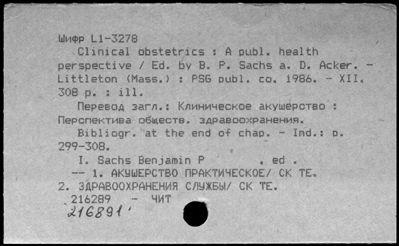 Шифр L1-3278
Clinical obstetrics : A publ. health
perspective / Ed. by B. P. Sachs a. D. Acker. -
Littleton (Mass.) : PSG publ. co. 1986. - XII,
308 p. : ill.
Перевод загл.: Клиническое акушерство :
Перспектива обществ. здравоохранения.
Bibliogr. at the end of chap. - Ind.: p.
299-308.
I. Sachs Benjamin P . ed .
-- 1. АКУШЕРСТВО ПРАКТИЧЕСКОЕ/ СК ТЕ.
2. ЗДРАВООХРАНЕНИЯ СЛУЖБЫ/ СК ТЕ.
216289 - ЧИТ
216891